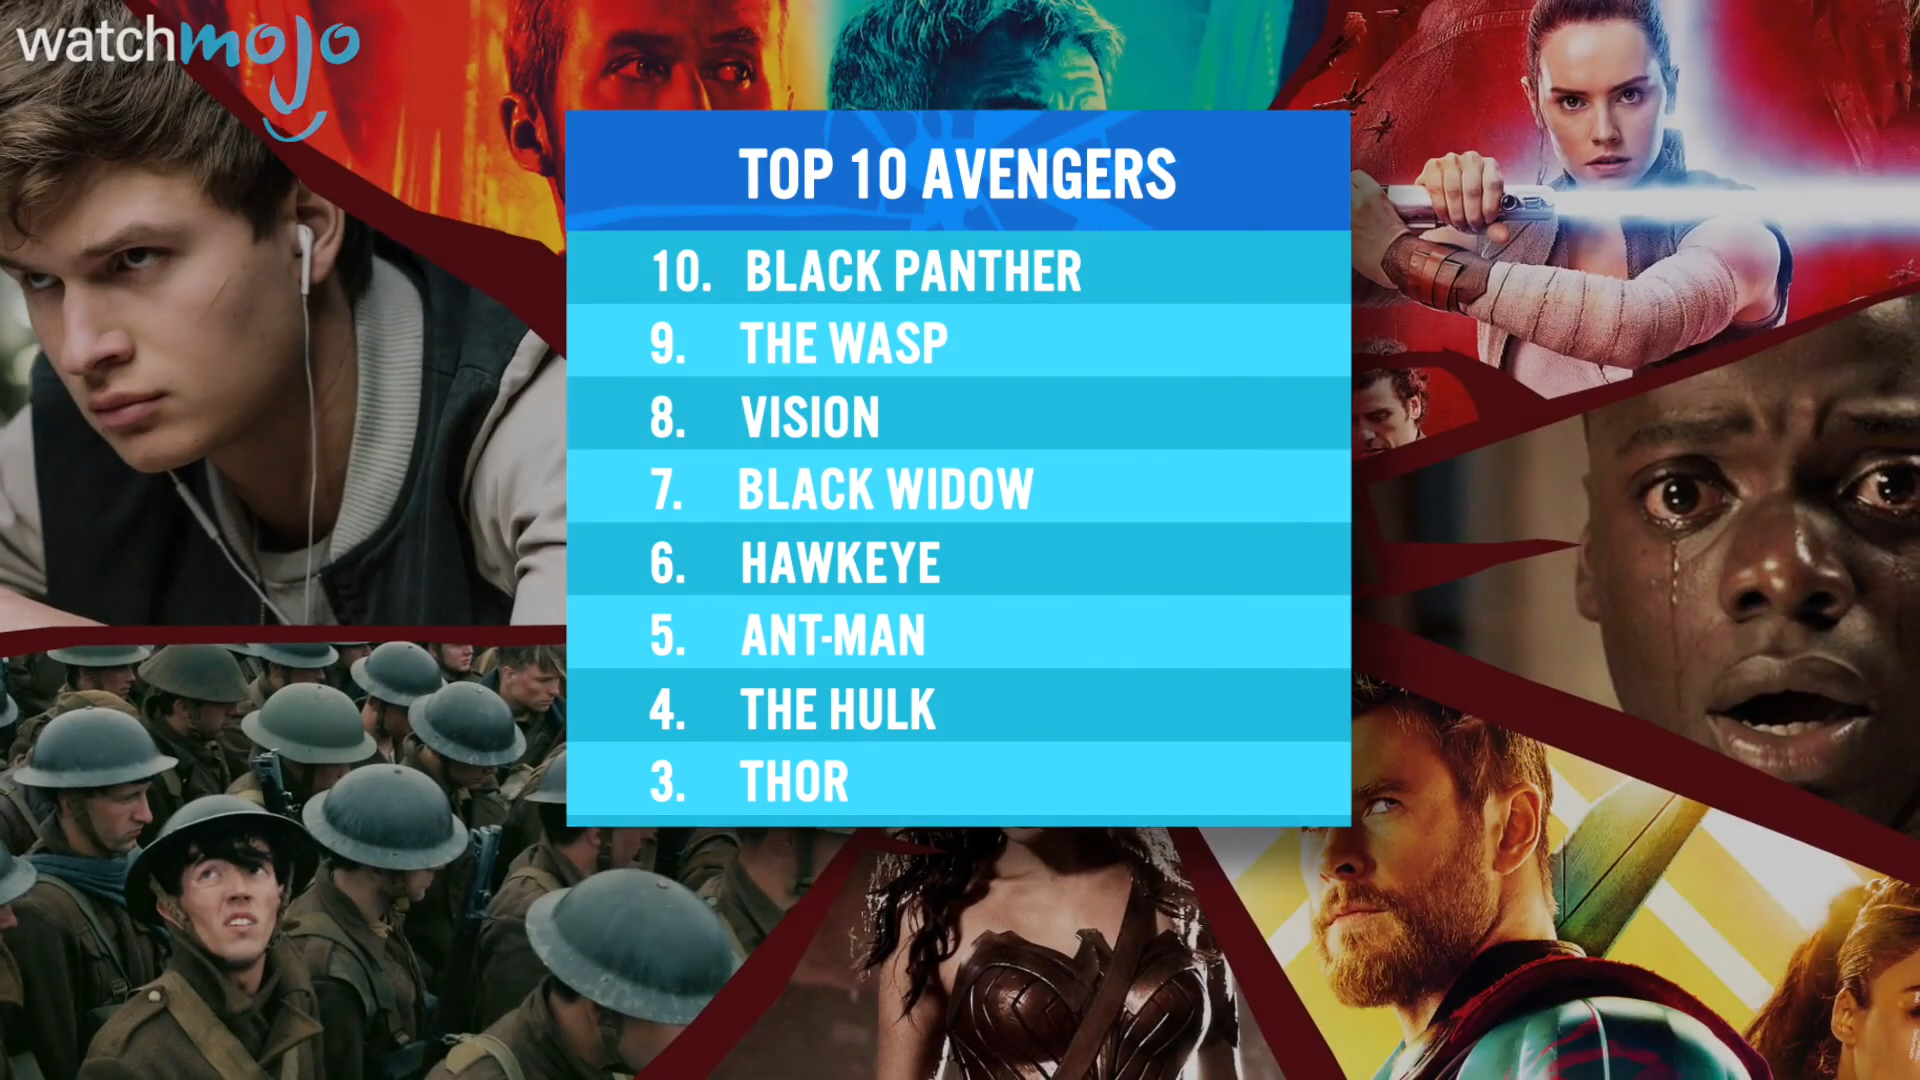 watchmojo
TOP 10 AVENGERS
10. BLACK PANTHER
9. THE WASP
8. VISION
7. BLACK WIDOW
6. HAWKEYE
5. ANT-MAN
4. THE HULK
3. THOR